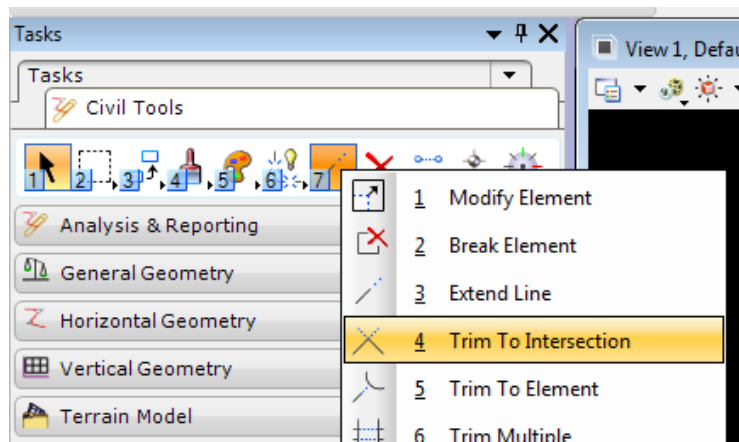 Tasks
View 1, Defau
Tasks
Civil Tools
1 2 3 4 5 6 7
1 Modify Element
Analysis & Reporting
2 Break Element
General Geometry
3 Extend Line
Horizontal Geometry
4 Trim To Intersection
Vertical Geometry
5 Trim To Element
Terrain Model
6 Trim Multiple